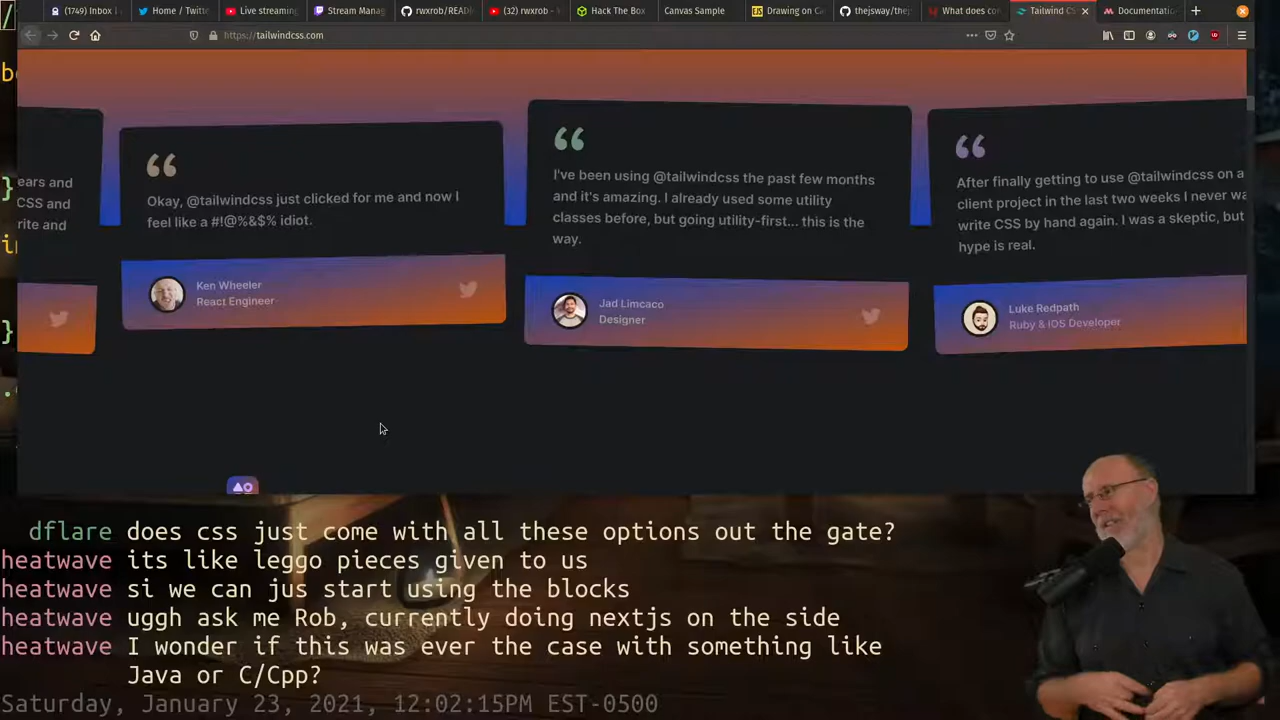 (1749) Inbox |
Home / Twitte
Live streaming
Stream Manag
rwxrob/READ
(32) rwxrob -
Hack The Box
Canvas Sample
Drawing on C
thejsway/thej
What does co
Tailwind CS
Documentatio
https://tailwindcss.com
ears and
CSS and
rite and
Okay, @tailwindcss just clicked for me and now I
feel like a #!@%&$% idiot.
Ken Wheeler
React Engineer
I've been using @tailwindcss the past few months
and it's amazing. I already used some utility
classes before, but going utility-first... this is the
way.
Jad Limcaco
Designer
After finally getting to use @tailwindcss on a
client project in the last two weeks I never wa
write CSS by hand again. I was a skeptic, but
hype is real.
Luke Redpath
Ruby & iOS Developer
dflare does css just come with all these options out the gate?
heatwave its like leggo pieces given to us
heatwave si we can jus start using the blocks
heatwave uggh ask me Rob, currently doing nextjs on the side
heatwave I wonder if this was ever the case with something like
Java or C/Cpp?
Saturday, January 23, 2021, 12:02:15PM EST-0500